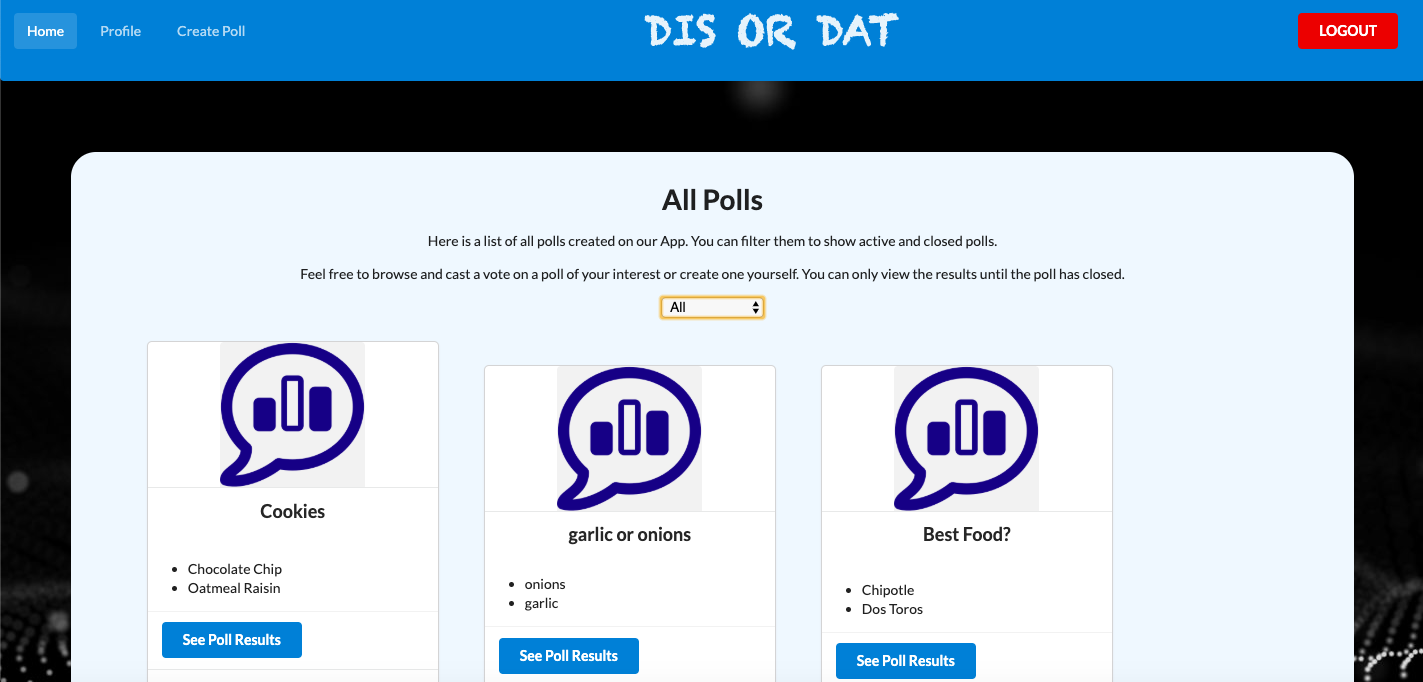 Home Profile Create Poll DIS OR DAT LOGOUT
All Polls
Here is a list of all polls created on our App. You can filter them to show active and closed polls.
Feel free to browse and cast a vote on a poll of your interest or create one yourself. You can only view the results until the poll has closed.
All
Cookies
Chocolate Chip
Oatmeal Raisin
See Poll Results
garlic or onions
onions
garlic
See Poll Results
Best Food?
Chipotle
Dos Toros
See Poll Results